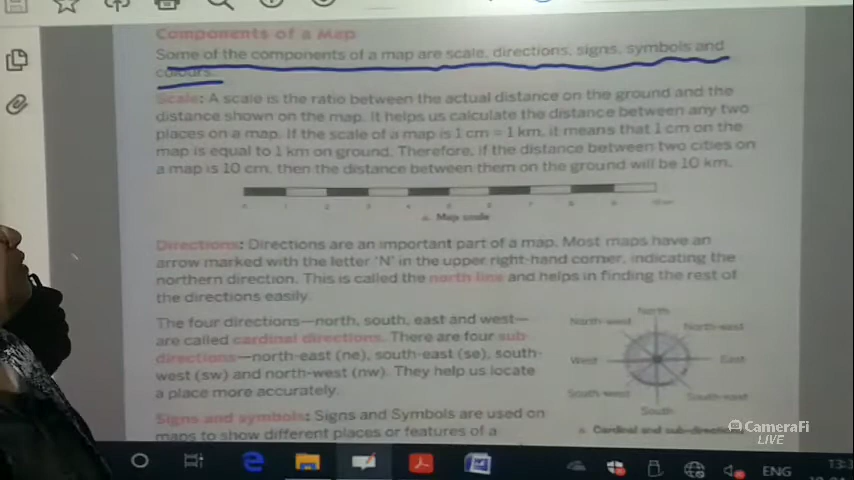 Components of a Map
Some of the components of a map are scale, directions, signs, symbols and
colours.
Scale: A scale is the ratio between the actual distance on the ground and the
distance shown on the map. It helps us calculate the distance between any two
places on a map. If the scale of a map is 1 cm = 1 km, it means that 1 cm on the
map is equal to 1 km on ground. Therefore, if the distance between two cities on
a map is 10 cm, then the distance between them on the ground will be 10 km.
Map scale
Directions: Directions are an important part of a map. Most maps have an
arrow marked with the letter 'N' in the upper right-hand corner, indicating the
northern direction. This is called the north line and helps in finding the rest of
the directions easily.
The four directions—north, south, east and west—
are called cardinal directions. There are four sub-
directions—north-east (ne), south-east (se), south-
west (sw) and north-west (nw). They help us locate
a place more accurately.
North
North-west
North-east
West
East
South-west
South-east
South
Cardinal and sub-directions
Signs and symbols: Signs and Symbols are used on
maps to show different places or features of a
CameraFi
LIVE
ENG